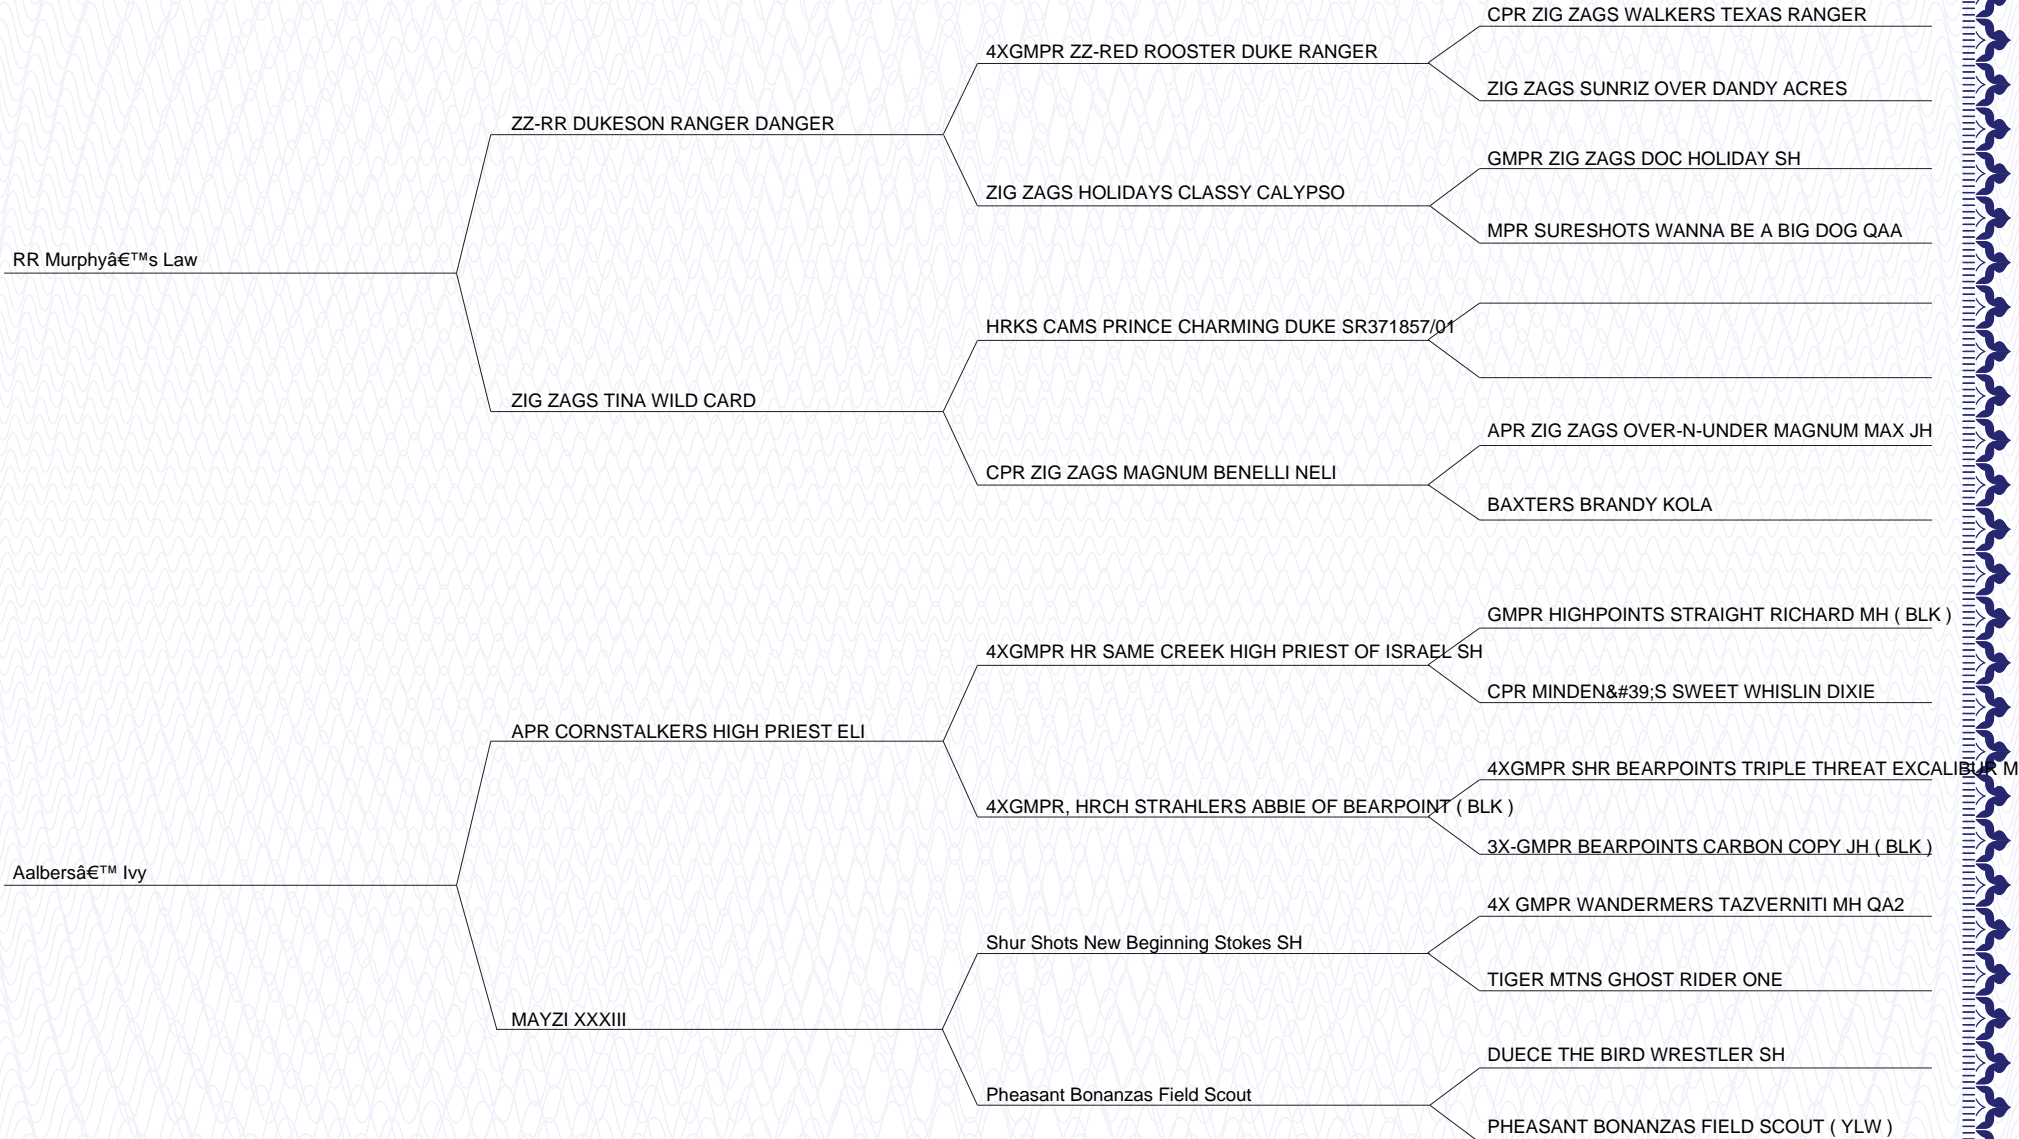 CPR ZIG ZAGS WALKERS TEXAS RANGER
4XGMPR ZZ-RED ROOSTER DUKE RANGER
ZIG ZAGS SUNRIZ OVER DANDY ACRES
ZZ-RR DUKESON RANGER DANGER
GMPR ZIG ZAGS DOC HOLIDAY SH
ZIG ZAGS HOLIDAYS CLASSY CALYPSO
MPR SURESHOTS WANNA BE A BIG DOG QAA
RR Murphyâ€™s Law
HRKS CAMS PRINCE CHARMING DUKE SR371857/01
ZIG ZAGS TINA WILD CARD
APR ZIG ZAGS OVER-N-UNDER MAGNUM MAX JH
CPR ZIG ZAGS MAGNUM BENELLI NELI
BAXTERS BRANDY KOLA
GMPR HIGHPOINTS STRAIGHT RICHARD MH ( BLK )
4XGMPR HR SAME CREEK HIGH PRIEST OF ISRAEL SH
CPR MINDEN&#39;S SWEET WHISLIN DIXIE
APR CORNSTALKERS HIGH PRIEST ELI
4XGMPR SHR BEARPOINTS TRIPLE THREAT EXCALIBUR M
4XGMPR, HRCH STRAHLERS ABBIE OF BEARPOINT ( BLK )
3X-GMPR BEARPOINTS CARBON COPY JH ( BLK )
Aalbersâ€™ Ivy
4X GMPR WANDERMERS TAZVERNITI MH QA2
Shur Shots New Beginning Stokes SH
TIGER MTNS GHOST RIDER ONE
MAYZI XXXIII
DUECE THE BIRD WRESTLER SH
Pheasant Bonanzas Field Scout
PHEASANT BONANZAS FIELD SCOUT ( YLW )